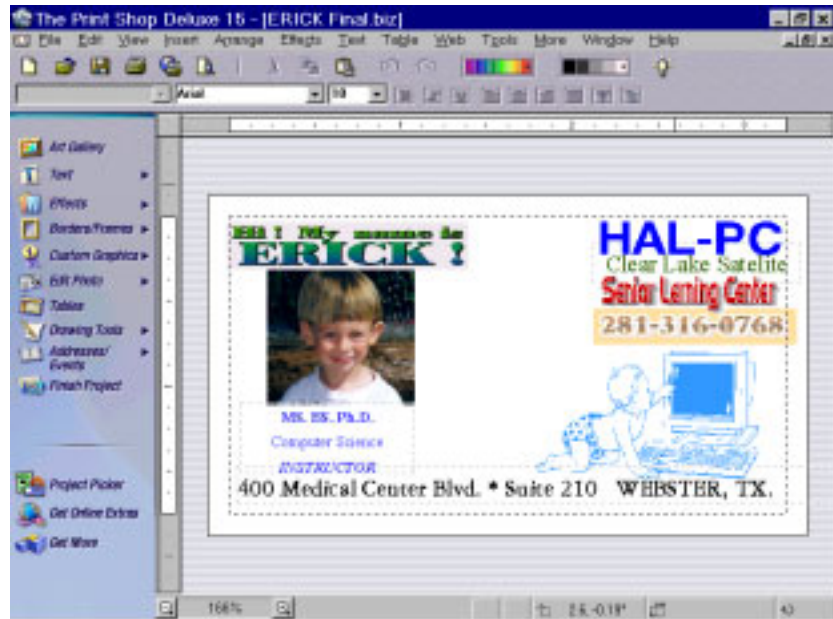 The Print Shop Deluxe 15 - [ERICK Final.biz]
File Edit View Insert Arrange Effects Text Table Web Tools More Window Help
Arial 10
Art Gallery
Text
Effects
Borders/Frames
Custom Graphics
Edit Photo
Tables
Drawing Tools
Addresses/
Events
Finish Project
Project Picker
Get Online Extras
Get More
Hi ! My name is
ERICK !
MS. ES. Ph.D.
Computer Science
INSTRUCTOR
HAL-PC
Clear Lake Satelite
Senior Lerning Center
281-316-0768
400 Medical Center Blvd. * Suite 210 WEBSTER, TX.
166%